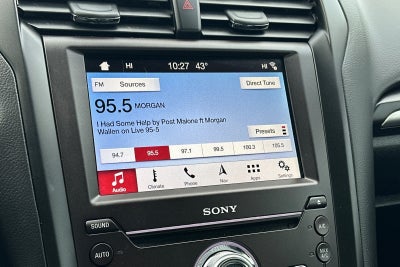 HI 10:27 43° HI
FM Sources Direct Tune
95.5 MORGAN
I Had Some Help by Post Malone ft Morgan
Wallen on Live 95-5
Presets
94.7 95.5 97.1 99.5 100.3 105.5
Audio Climate Phone Nav Apps Settings
SONY
SOUND
AUTO